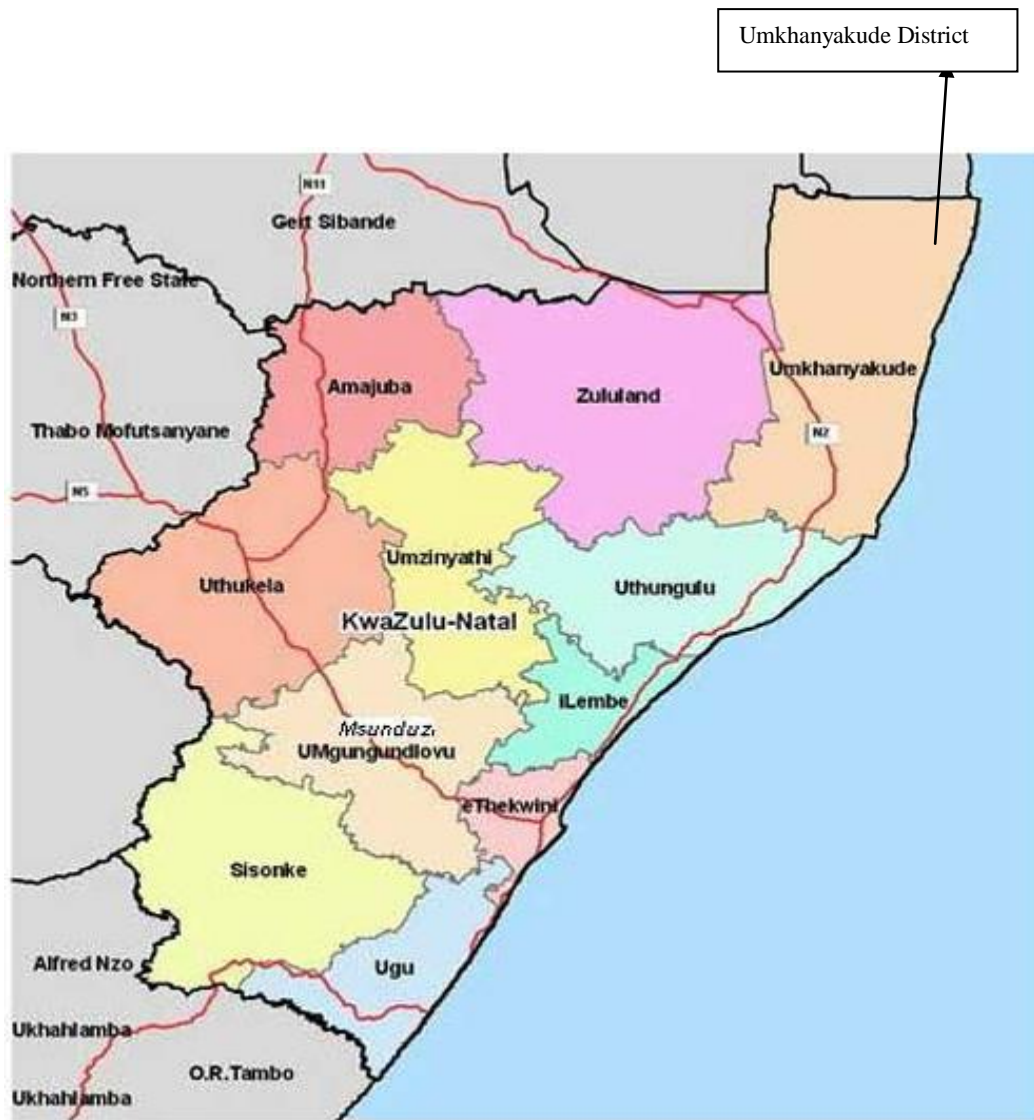 Umkhanyakude District
N11
Gert Sibande
Northern Free State
N3
Amajuba
Umkhanyakude
Zululand
Thabo Mofutsanyane
N2
N5
Umzinyathi
Uthukela
Uthungulu
KwaZulu-Natal
iLembe
Msunduzi
UMgungundlovu
eThekwini
Sisonke
Alfred Nzo
Ugu
Ukhahlamba
O.R.Tambo
Ukhahlamba